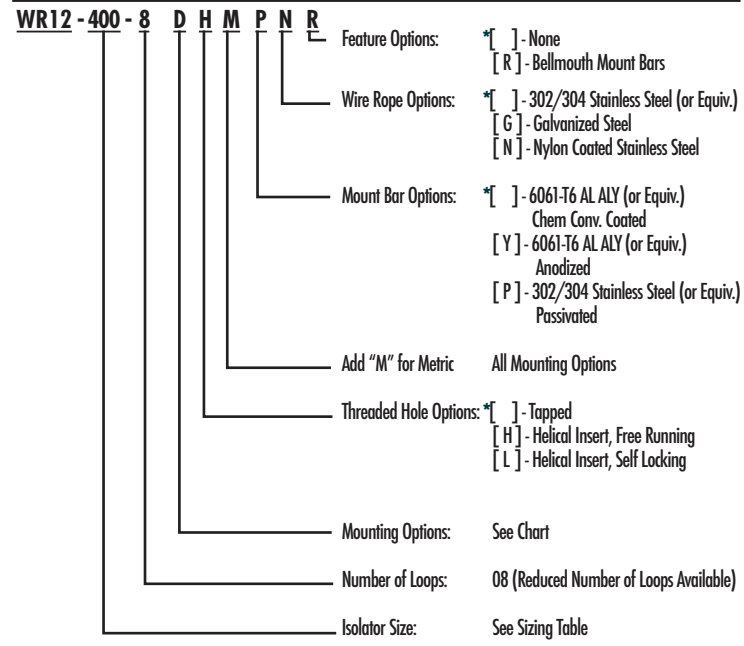 WR12 - 400 - 8 D H M P N R
Feature Options: *[ ] - None
[ R ] - Bellmouth Mount Bars
Wire Rope Options: *[ ] - 302/304 Stainless Steel (or Equiv.)
[ G ] - Galvanized Steel
[ N ] - Nylon Coated Stainless Steel
Mount Bar Options: *[ ] - 6061-T6 AL ALY (or Equiv.)
Chem Conv. Coated
[ Y ] - 6061-T6 AL ALY (or Equiv.)
Anodized
[ P ] - 302/304 Stainless Steel (or Equiv.)
Passivated
Add “M” for Metric All Mounting Options
Threaded Hole Options: *[ ] - Tapped
[ H ] - Helical Insert, Free Running
[ L ] - Helical Insert, Self Locking
Mounting Options: See Chart
Number of Loops: 08 (Reduced Number of Loops Available)
Isolator Size: See Sizing Table